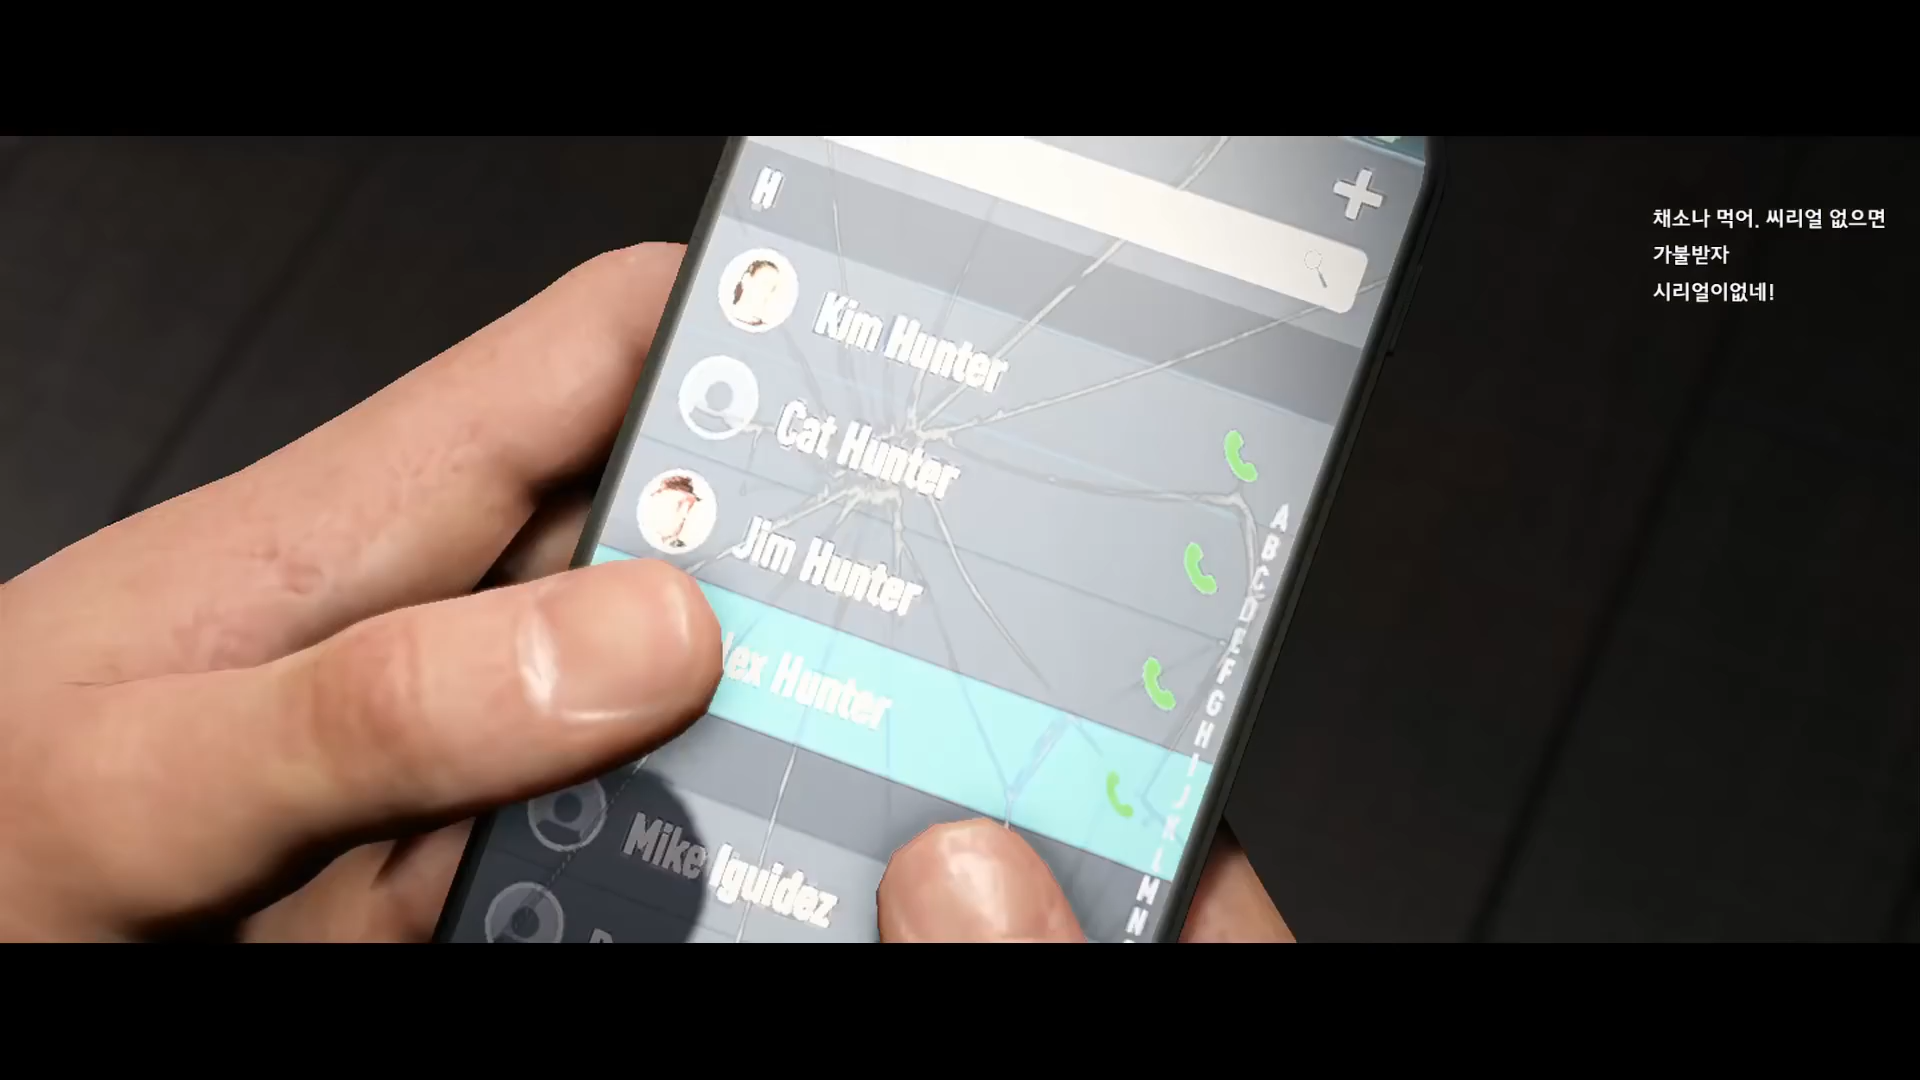 H
Kim Hunter
Cat Hunter
Jim Hunter
lex Hunter
Mike Iguidez
A
B
C
D
E
F
G
H
I
J
K
L
M
N
채소나 먹어. 씨리얼 없으면
가불받자
시리얼이없네!